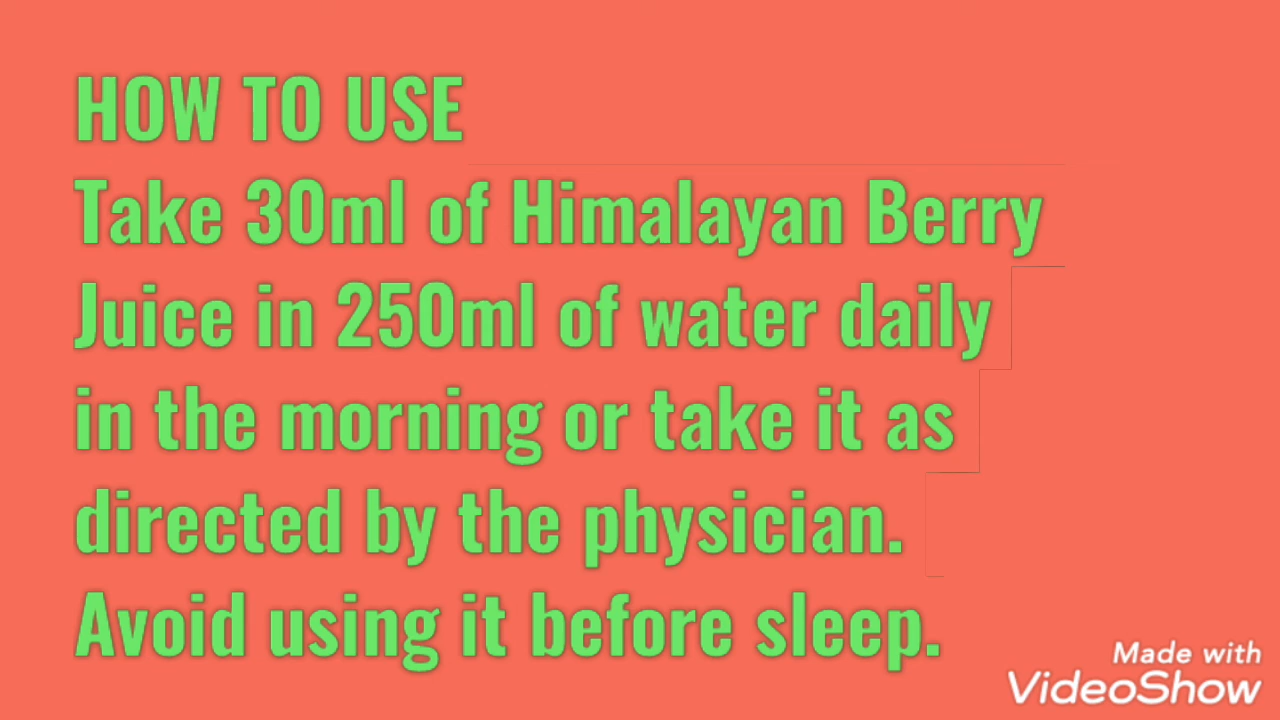 HOW TO USE
Take 30ml of Himalayan Berry
Juice in 250ml of water daily
in the morning or take it as
directed by the physician.
Avoid using it before sleep.
Made with
VideoShow